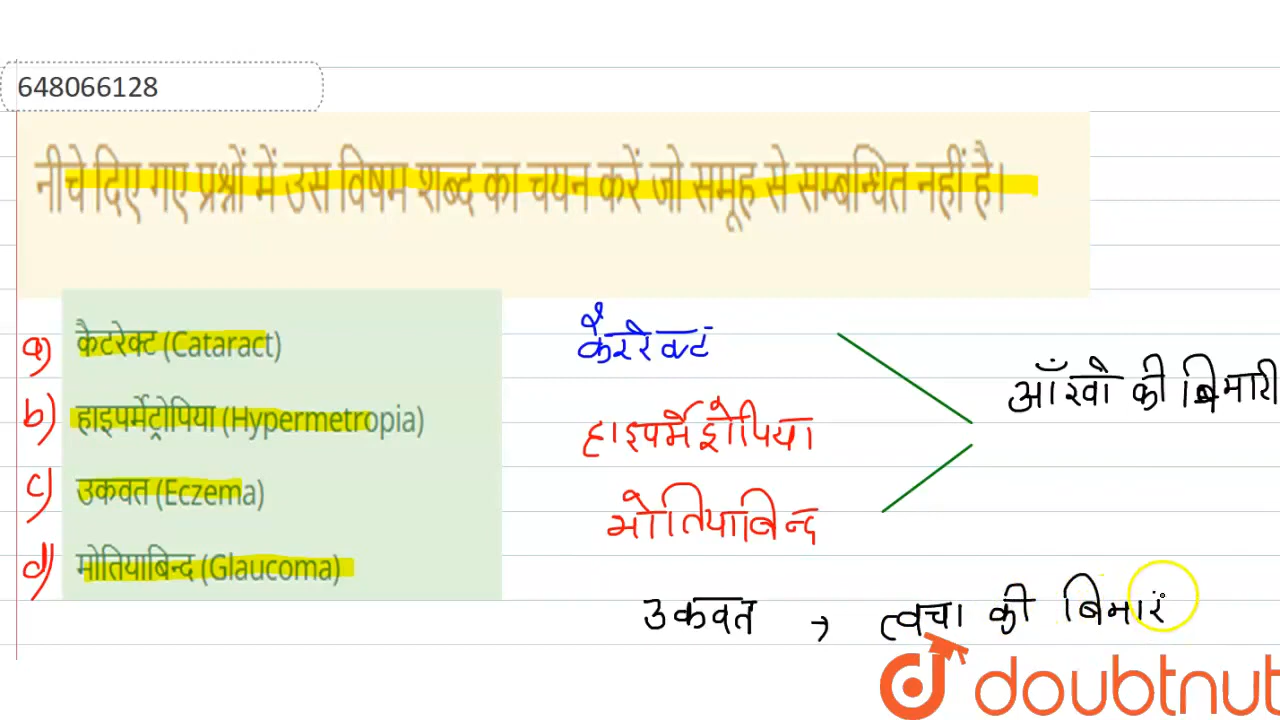 648066128
नीचे दिए गए प्रश्नों में उस विषम शब्द का चयन करें जो समूह से सम्बन्धित नहीं है।
a) कैटरेक्ट (Cataract)
b) हाइपर्मेट्रोपिया (Hypermetropia)
c) उकवत (Eczema)
d) मोतियाबिन्द (Glaucoma)
हाइपर्मेट्रोपिया
मोतियाबिन्द
आँखो की बिमारी
उकवत → त्वचा की
doubtnut